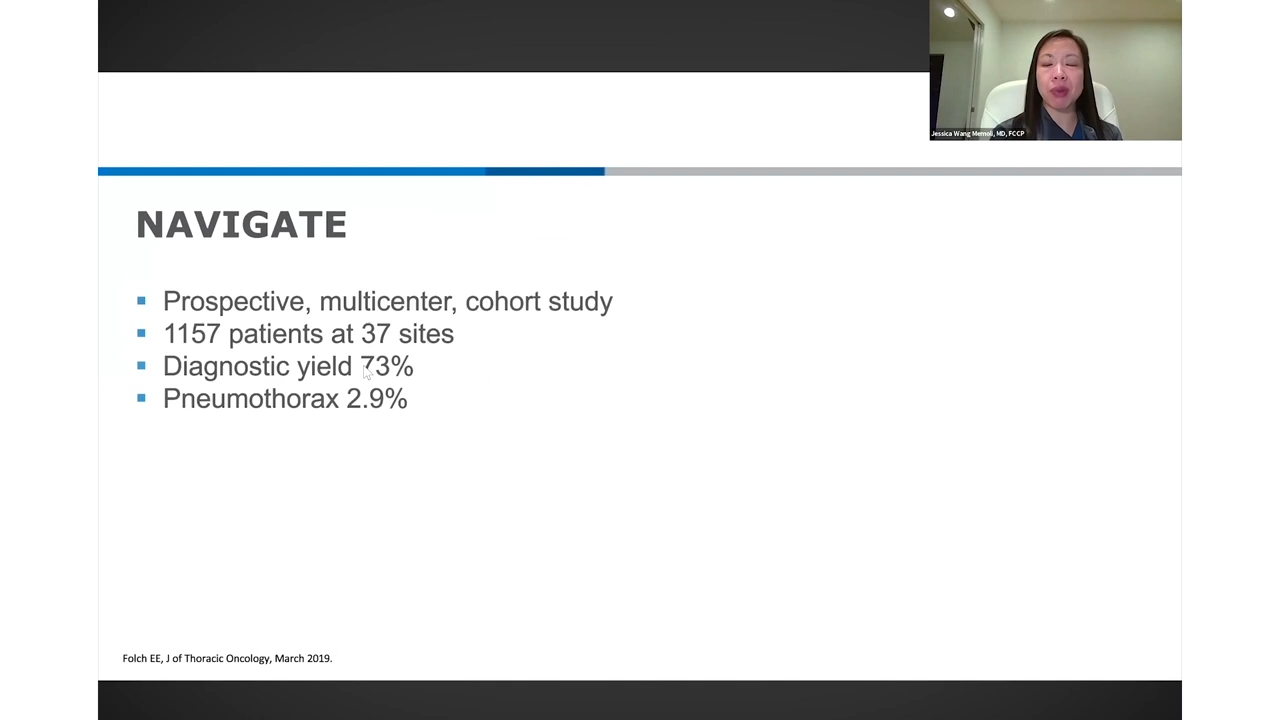 Jessica Wang Memoli, MD, FCCP
NAVIGATE
Prospective, multicenter, cohort study
1157 patients at 37 sites
Diagnostic yield 73%
Pneumothorax 2.9%
Folch EE, J of Thoracic Oncology, March 2019.